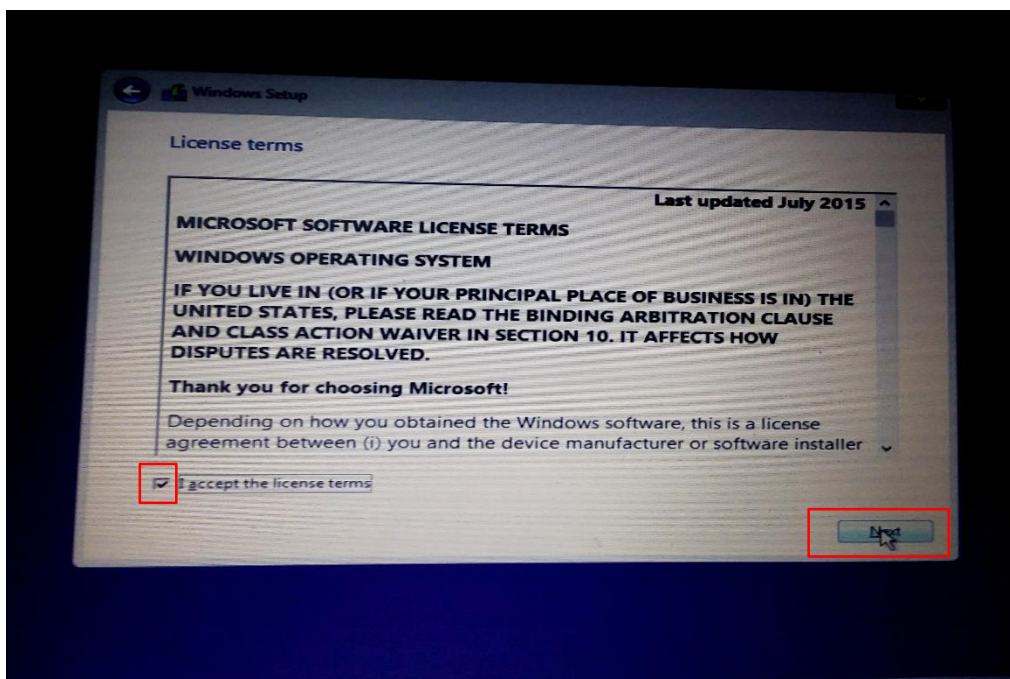 Windows Setup
License terms
Last updated July 2015
MICROSOFT SOFTWARE LICENSE TERMS
WINDOWS OPERATING SYSTEM
IF YOU LIVE IN (OR IF YOUR PRINCIPAL PLACE OF BUSINESS IS IN) THE
UNITED STATES, PLEASE READ THE BINDING ARBITRATION CLAUSE
AND CLASS ACTION WAIVER IN SECTION 10. IT AFFECTS HOW
DISPUTES ARE RESOLVED.
Thank you for choosing Microsoft!
Depending on how you obtained the Windows software, this is a license
agreement between (i) you and the device manufacturer or software installer
I accept the license terms
Next